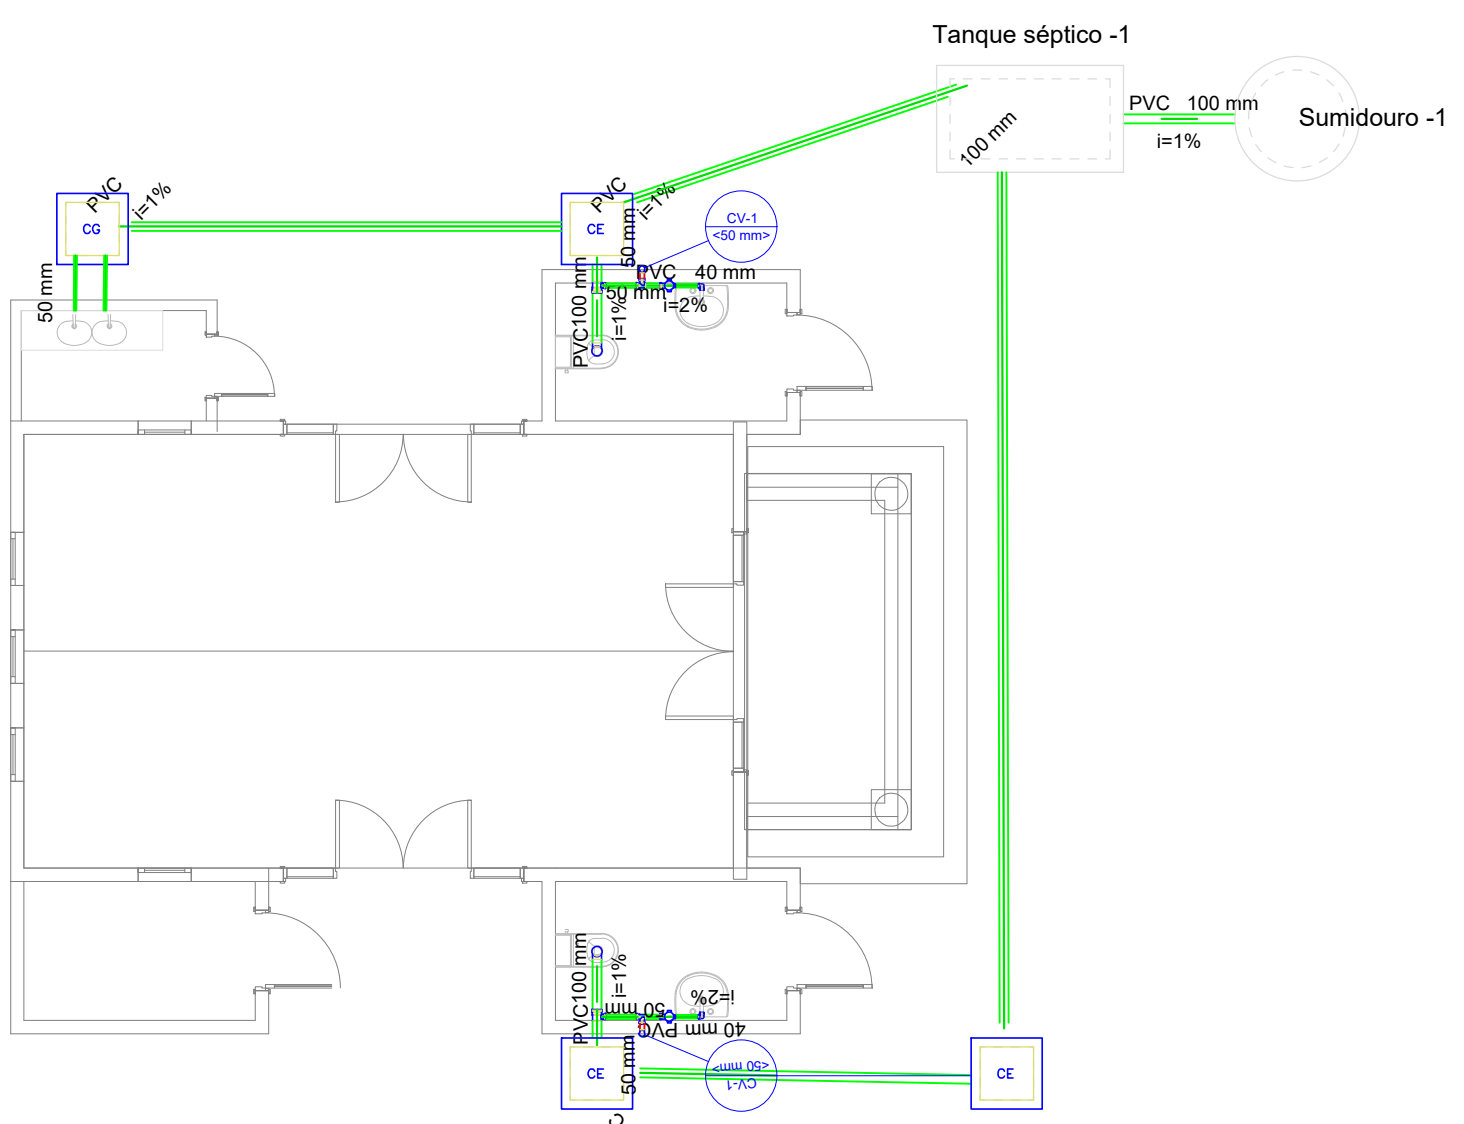 Tanque séptico -1
PVC 100 mm
Sumidouro -1
i=1%
100 mm
PVC
i=1%
CG
50 mm
PVC
i=1%
CE
50 mm
CV-1
<50 mm>
PVC 40 mm
50 mm
i=2%
PVC100 mm
i=1%
PVC100 mm
i=1%
50 mm
i=2%
40 mm PVC
CE
50 mm
<50 mm>
CV-1
CE